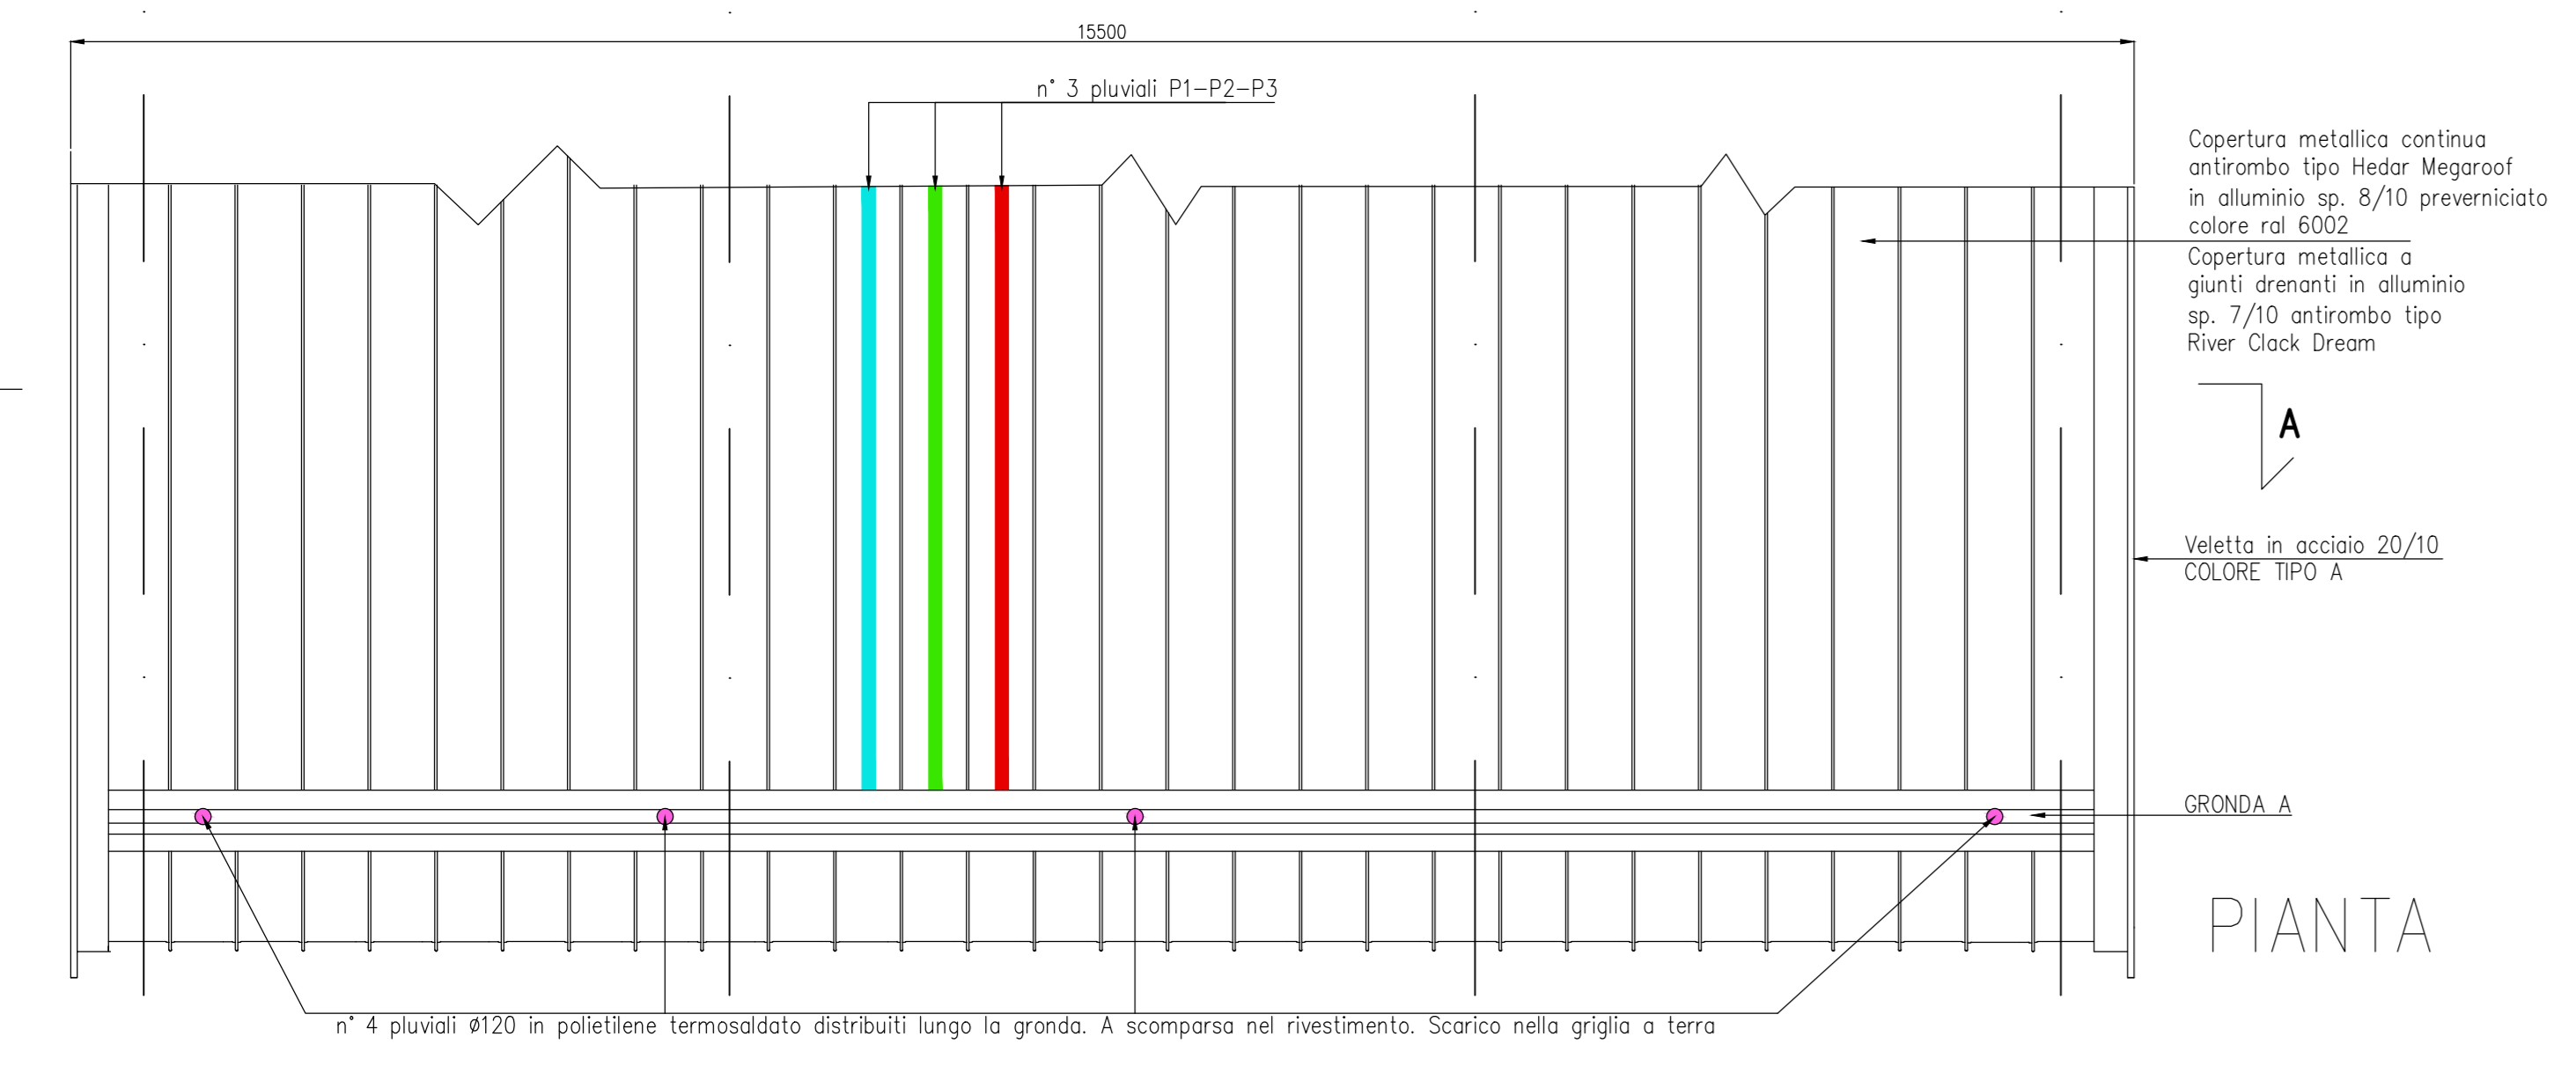 15500
n° 3 pluviali P1-P2-P3
Copertura metallica continua
antirombo tipo Hedar Megaroof
in alluminio sp. 8/10 preverniciato
colore ral 6002
Copertura metallica a
giunti drenanti in alluminio
sp. 7/10 antirombo tipo
River Clack Dream
A
Veletta in acciaio 20/10
COLORE TIPO A
GRONDA A
PIANTA
n° 4 pluviali Ø120 in polietilene termosaldato distribuiti lungo la gronda. A scomparsa nel rivestimento. Scarico nella griglia a terra